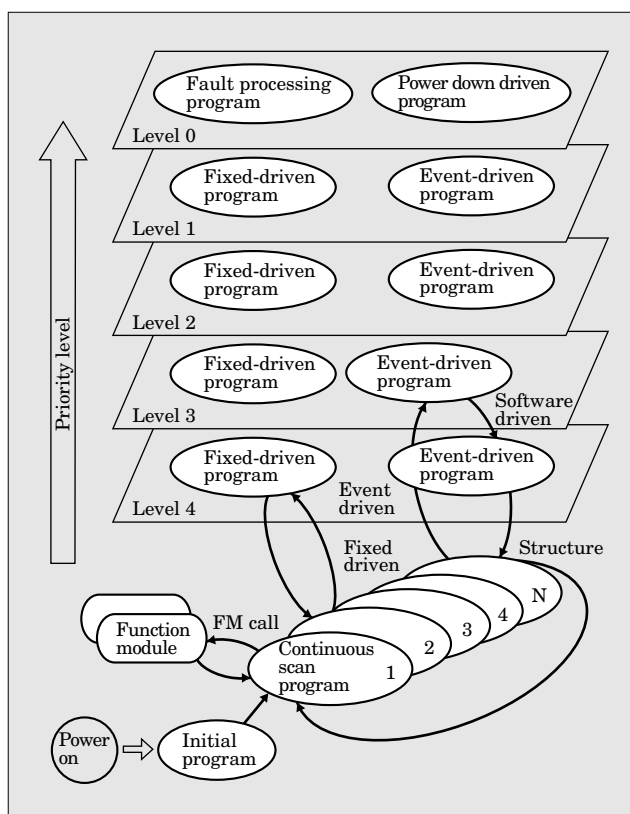 Fault processing
program
Power down driven
program
Level 0
Fixed-driven
program
Event-driven
program
Level 1
Fixed-driven
program
Event-driven
program
Level 2
Fixed-driven
program
Event-driven
program
Software
driven
Level 3
Fixed-driven
program
Event-driven
program
Event
driven
Level 4
Priority level
Fixed
driven
Structure
N
4
3
2
1
FM call
Function
module
Continuous
scan
program
Power
on
Initial
program